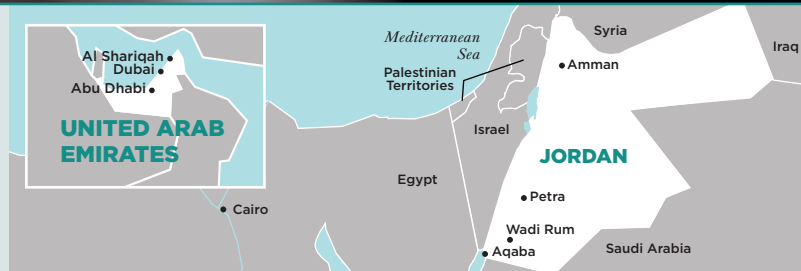 Al Shariqah
Dubai
Abu Dhabi
UNITED ARAB
EMIRATES
Mediterranean
Sea
Palestinian
Territories
Syria
Iraq
Amman
Israel
JORDAN
Egypt
Petra
Cairo
Wadi Rum
Aqaba
Saudi Arabia